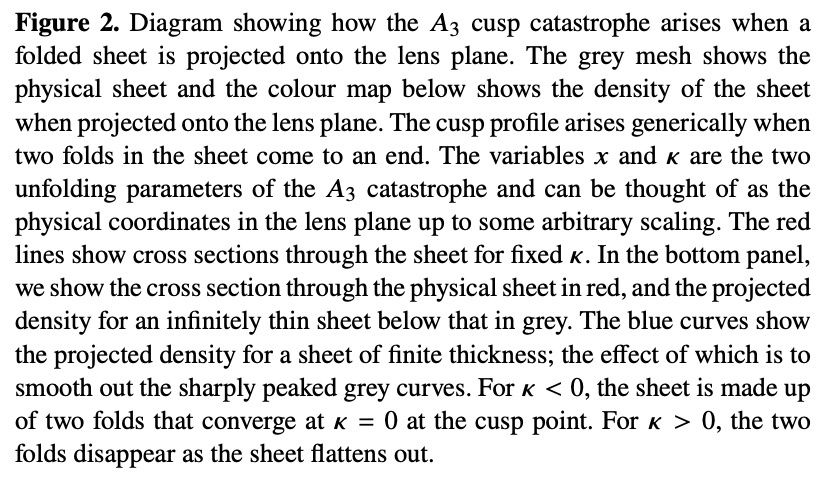 Figure 2. Diagram showing how the A₃ cusp catastrophe arises when a
folded sheet is projected onto the lens plane. The grey mesh shows the
physical sheet and the colour map below shows the density of the sheet
when projected onto the lens plane. The cusp profile arises generically when
two folds in the sheet come to an end. The variables x and κ are the two
unfolding parameters of the A₃ catastrophe and can be thought of as the
physical coordinates in the lens plane up to some arbitrary scaling. The red
lines show cross sections through the sheet for fixed κ. In the bottom panel,
we show the cross section through the physical sheet in red, and the projected
density for an infinitely thin sheet below that in grey. The blue curves show
the projected density for a sheet of finite thickness; the effect of which is to
smooth out the sharply peaked grey curves. For κ < 0, the sheet is made up
of two folds that converge at κ = 0 at the cusp point. For κ > 0, the two
folds disappear as the sheet flattens out.